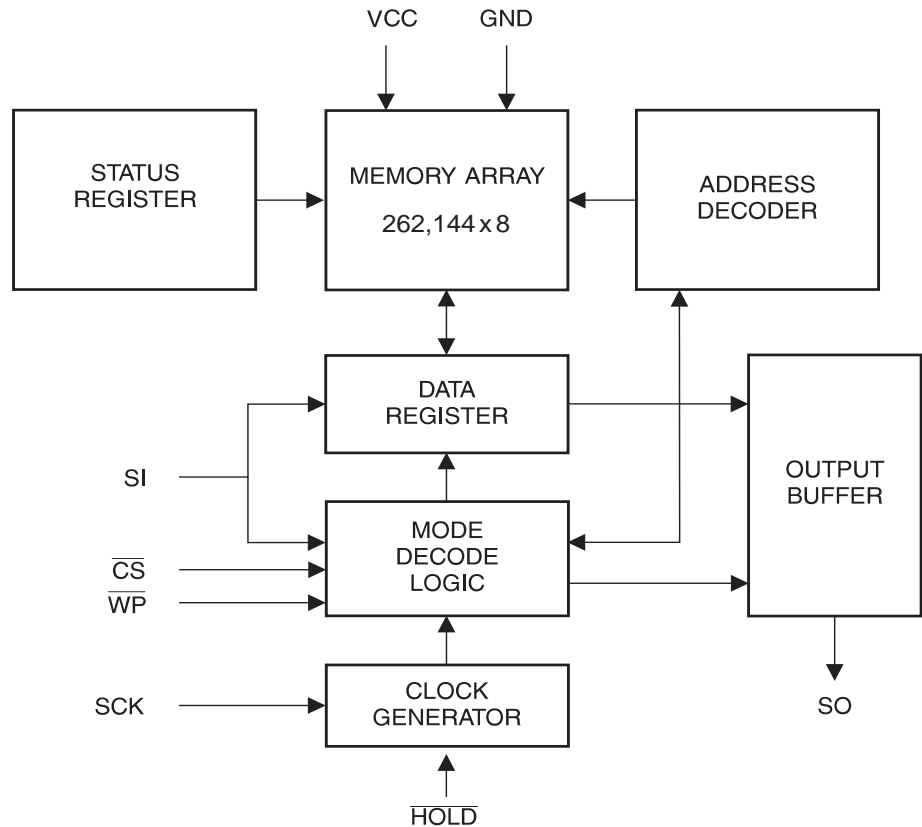 VCC
GND
STATUS
REGISTER
MEMORY ARRAY
262,144 x 8
ADDRESS
DECODER
DATA
REGISTER
OUTPUT
BUFFER
SI
MODE
DECODE
LOGIC
CS
WP
SCK
CLOCK
GENERATOR
SO
HOLD